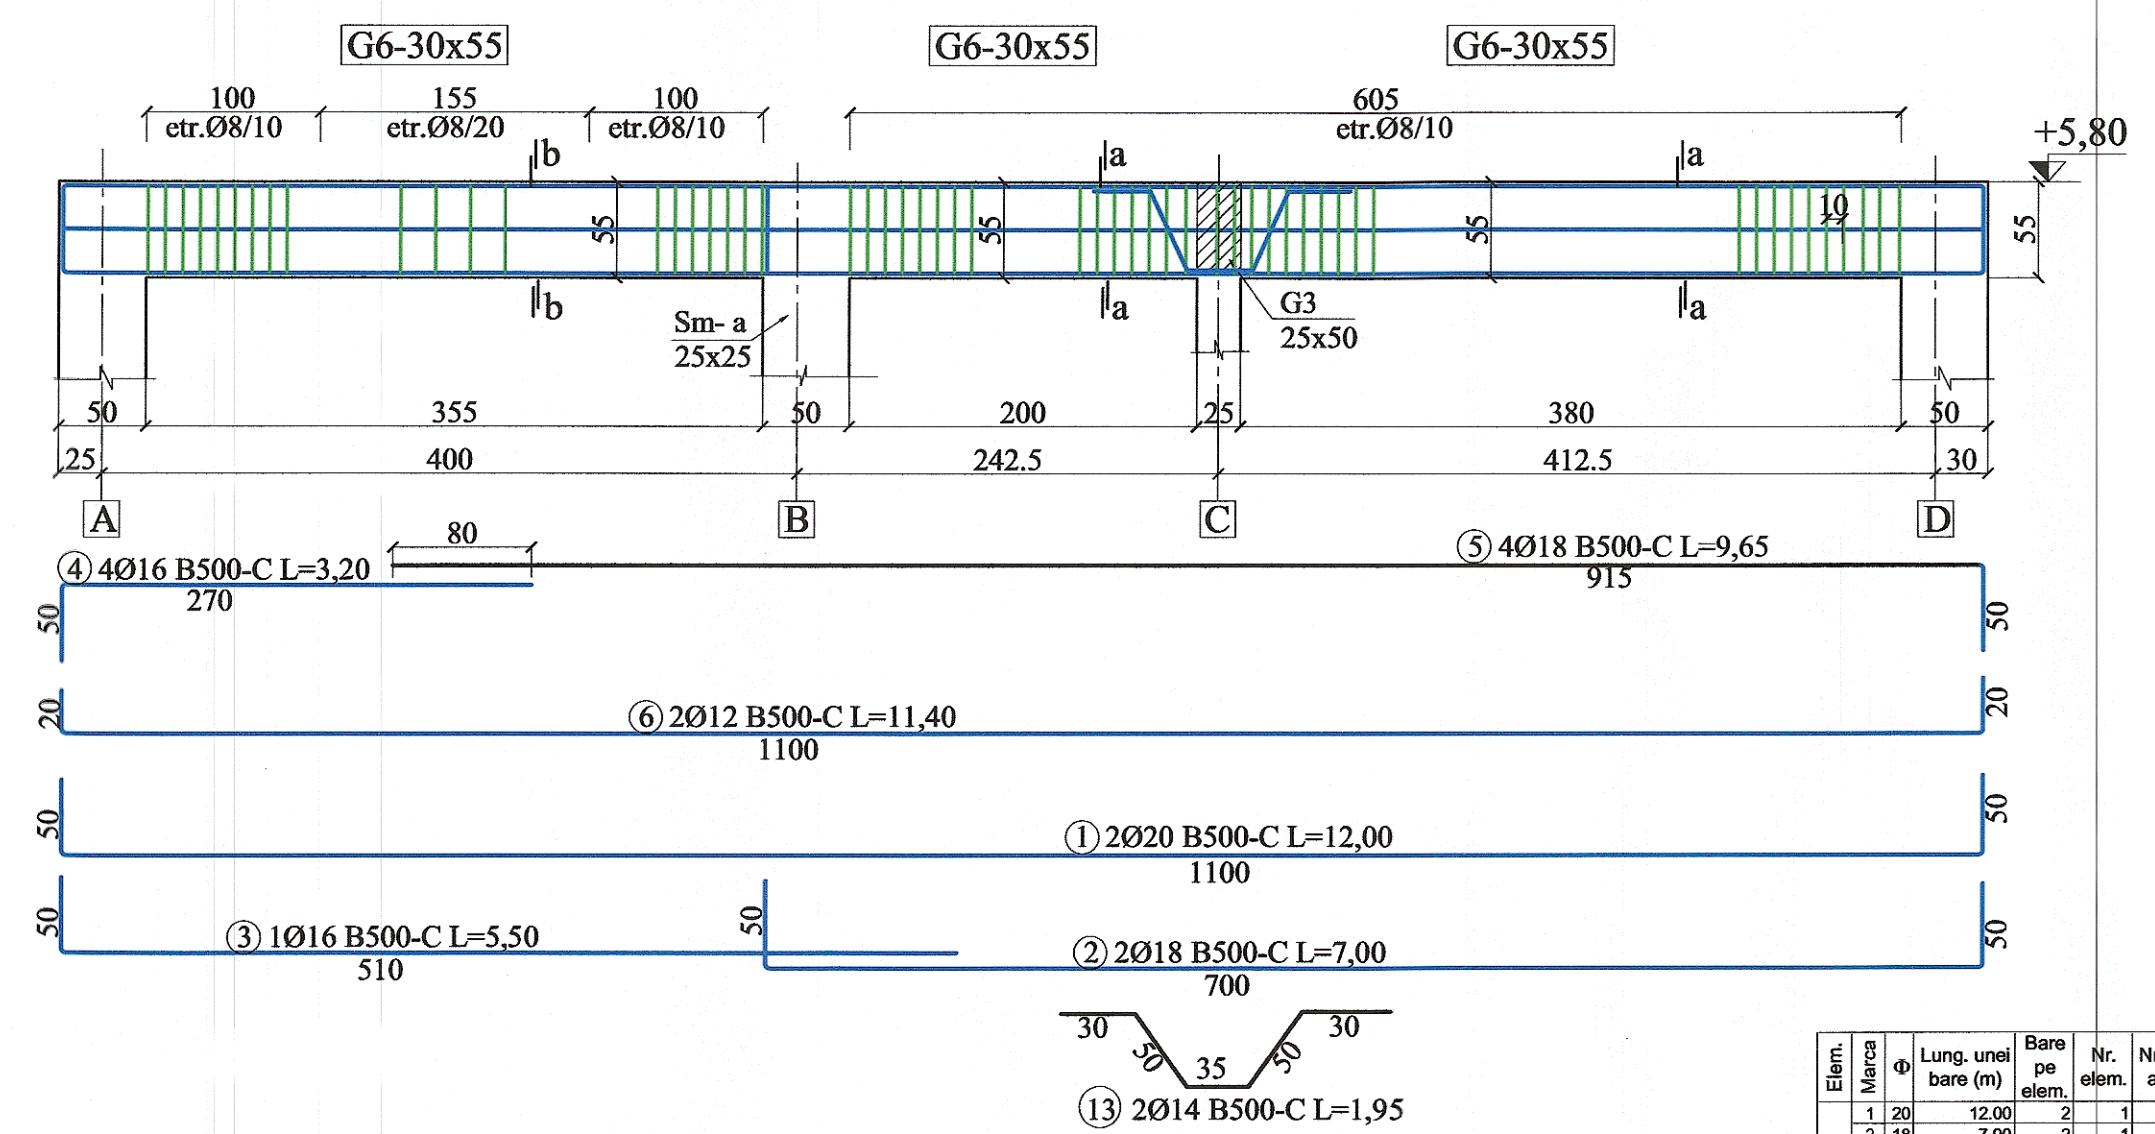 G6-30x55 G6-30x55 G6-30x55
100 155 100 605
etr.Ø8/10 etr.Ø8/20 etr.Ø8/10 etr.Ø8/10
+5,80
b a a
55 55 55 10 55
b a a
Sm- a
25x25
G3
25x50
50 355 50 200 25 380 50
25 400 242.5 412.5 30
A B C D
80
4 4Ø16 B500-C L=3,20
270
50
5 4Ø18 B500-C L=9,65
915
50
20 6 2Ø12 B500-C L=11,40 20
1100
50 1 2Ø20 B500-C L=12,00 50
1100
50 3 1Ø16 B500-C L=5,50
510
50 2 2Ø18 B500-C L=7,00 50
700
30 50 35 50 30
13 2Ø14 B500-C L=1,95
Elem. Marca Φ Lung. unei bare (m) Bare pe elem. Nr. elem.
1 20 12.00 2 1